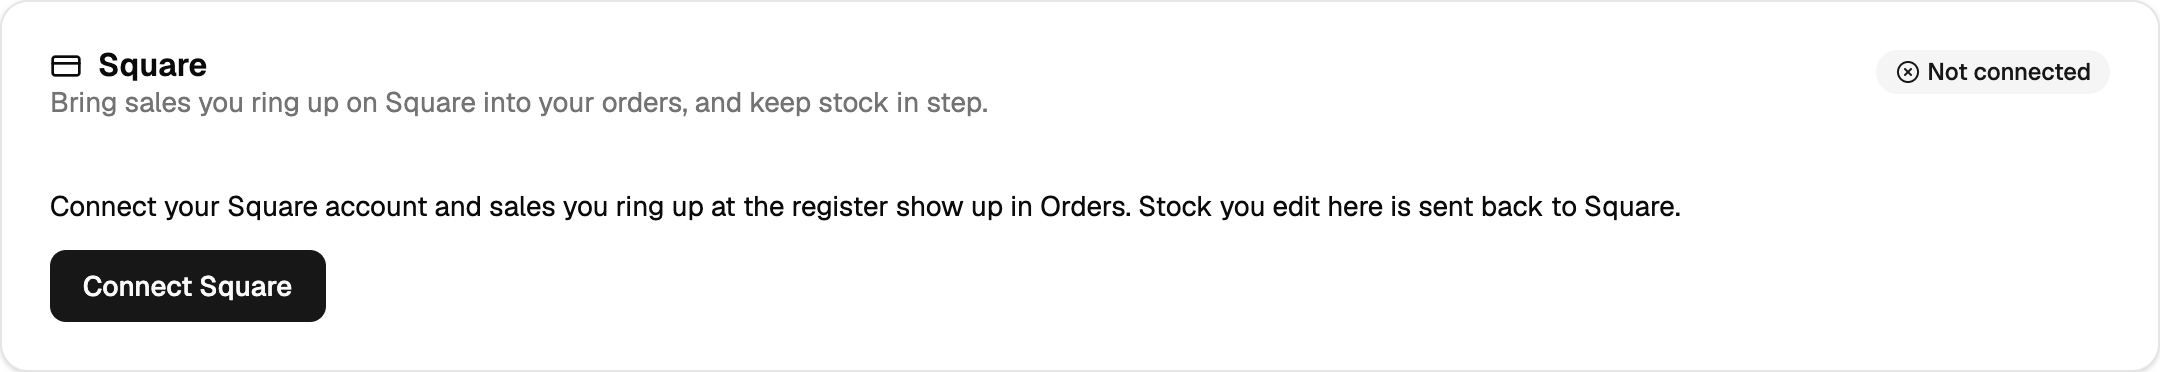 Square
Not connected
Bring sales you ring up on Square into your orders, and keep stock in step.
Connect your Square account and sales you ring up at the register show up in Orders. Stock you edit here is sent back to Square.
Connect Square